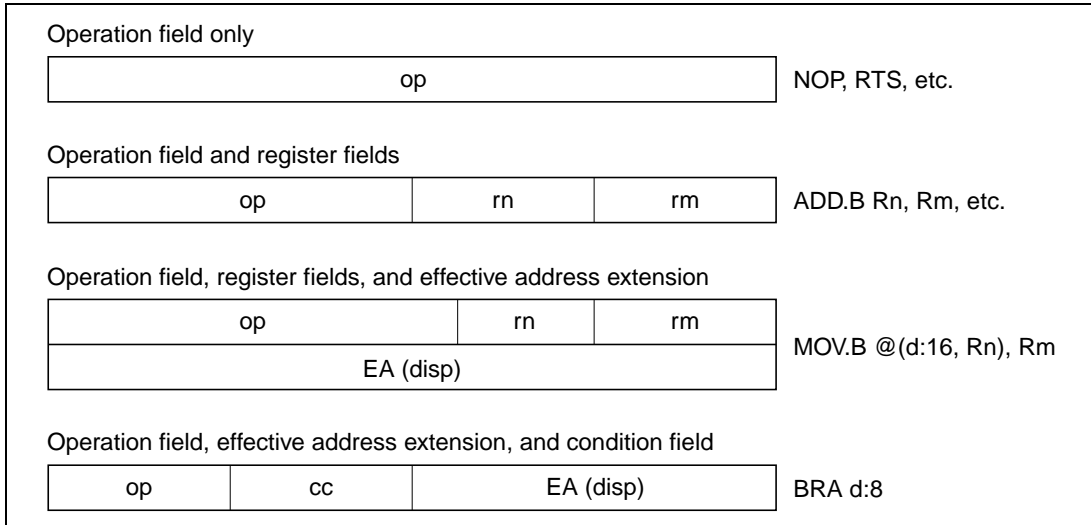 Operation field only
op NOP, RTS, etc.
Operation field and register fields
op rn rm ADD.B Rn, Rm, etc.
Operation field, register fields, and effective address extension
op rn rm
MOV.B @(d:16, Rn), Rm
EA (disp)
Operation field, effective address extension, and condition field
op cc EA (disp) BRA d:8